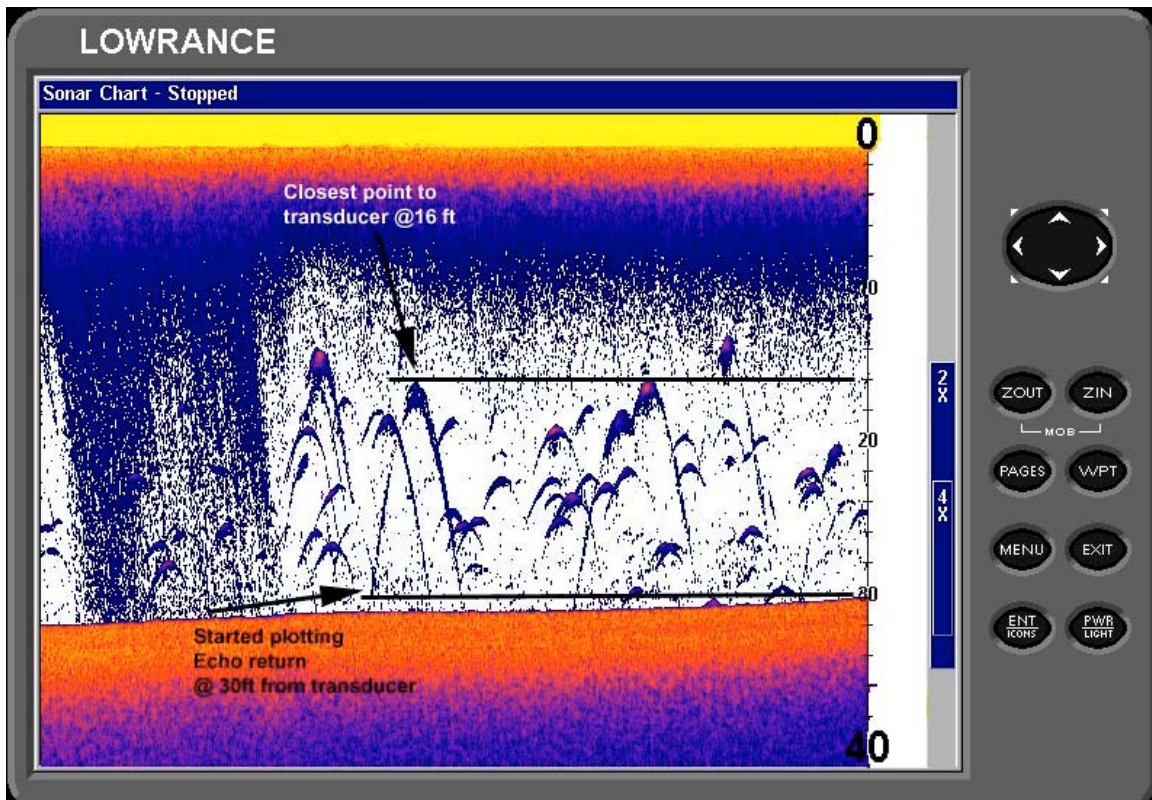 LOWRANCE
Sonar Chart - Stopped
0
Closest point to
transducer @16 ft
10
20
30
40
Started plotting
Echo return
@ 30ft from transducer
2X
4X
ZOUT ZIN
MOB
PAGES WPT
MENU EXIT
ENT PWR
ICONS LIGHT